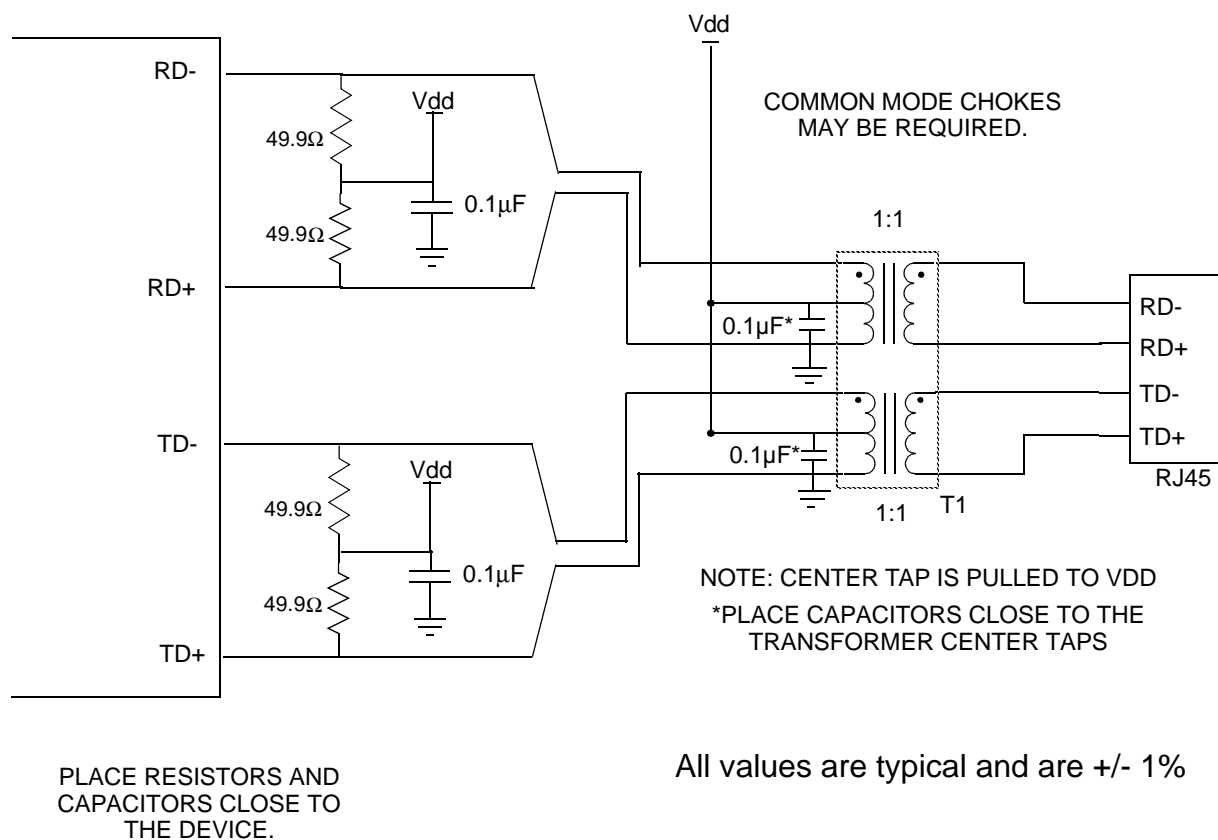 Vdd
RD-
Vdd
COMMON MODE CHOKES
MAY BE REQUIRED.
49.9Ω
0.1μF
49.9Ω
1:1
RD+
0.1µF*
RD-
RD+
TD-
TD+
RJ45
TD-
Vdd
0.1µF*
1:1
T1
49.9Ω
0.1μF
49.9Ω
NOTE: CENTER TAP IS PULLED TO VDD
*PLACE CAPACITORS CLOSE TO THE
TRANSFORMER CENTER TAPS
TD+
PLACE RESISTORS AND
CAPACITORS CLOSE TO
THE DEVICE.
All values are typical and are +/- 1%